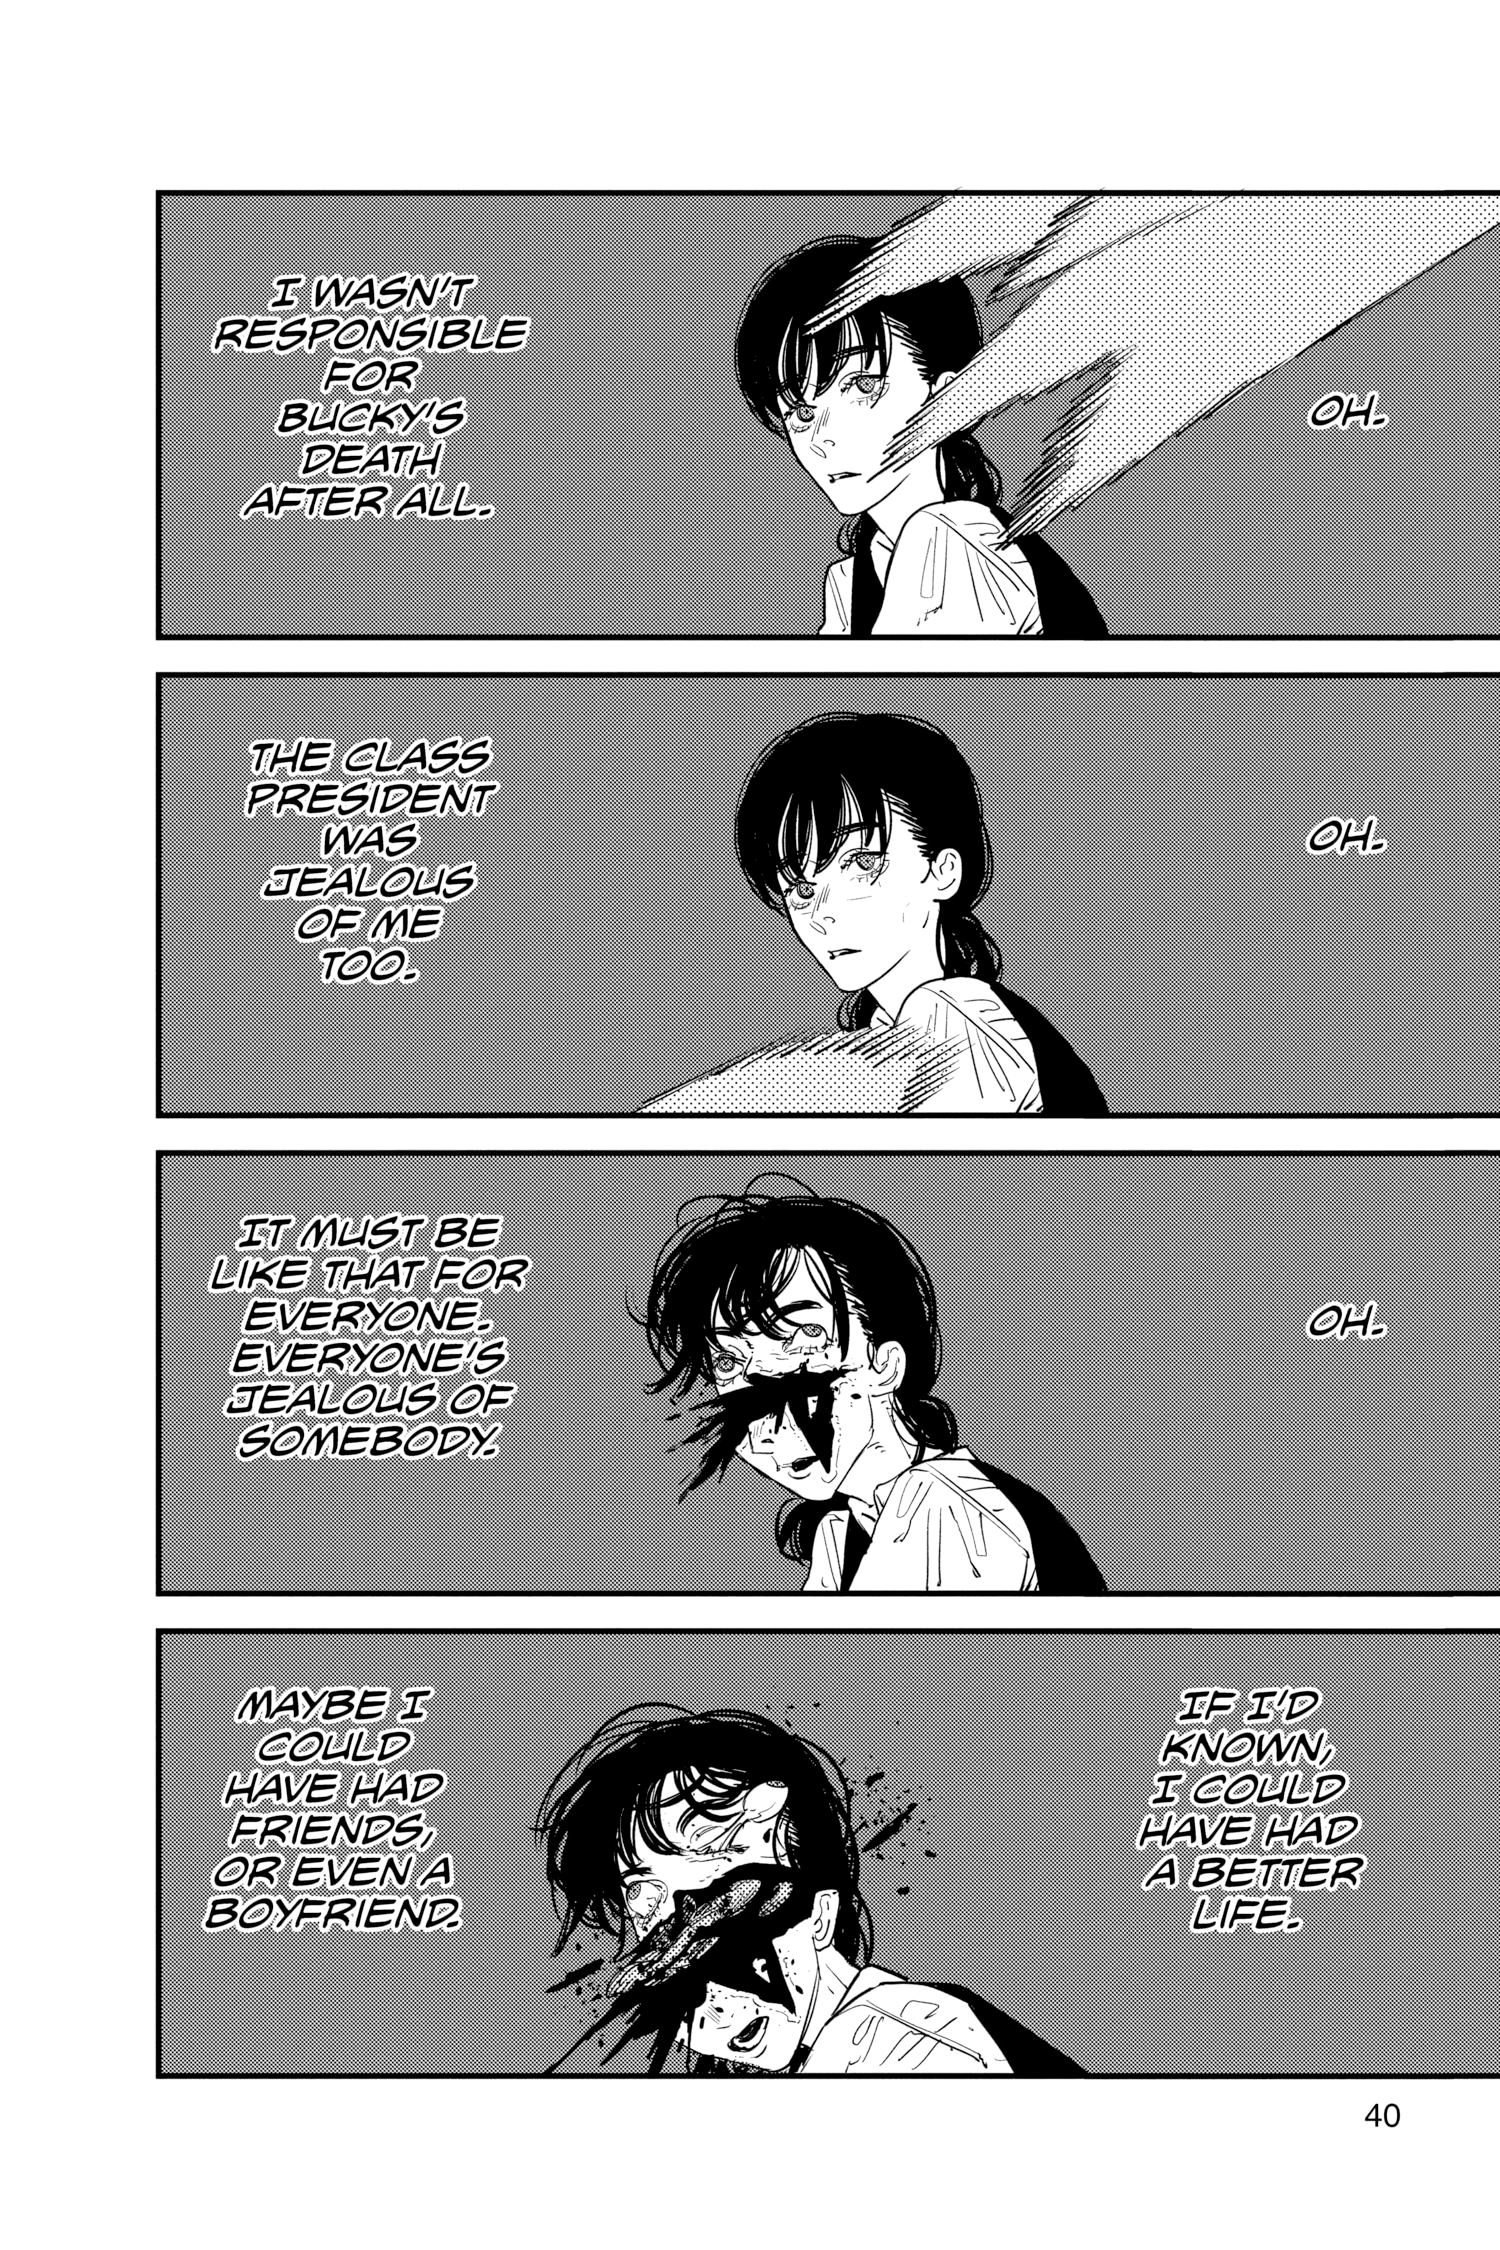 OH.
I WASN'T
RESPONSIBLE
FOR
BUCKY'S
DEATH
AFTER ALL.
OH.
THE CLASS
PRESIDENT
WAS
JEALOUS
OF ME
TOO.
OH.
IT MUST BE
LIKE THAT FOR
EVERYONE.
EVERYONE'S
JEALOUS OF
SOMEBODY.
IF I'D
KNOWN,
I COULD
HAVE HAD
A BETTER
LIFE.
MAYBE I
COULD
HAVE HAD
FRIENDS,
OR EVEN A
BOYFRIEND.
40